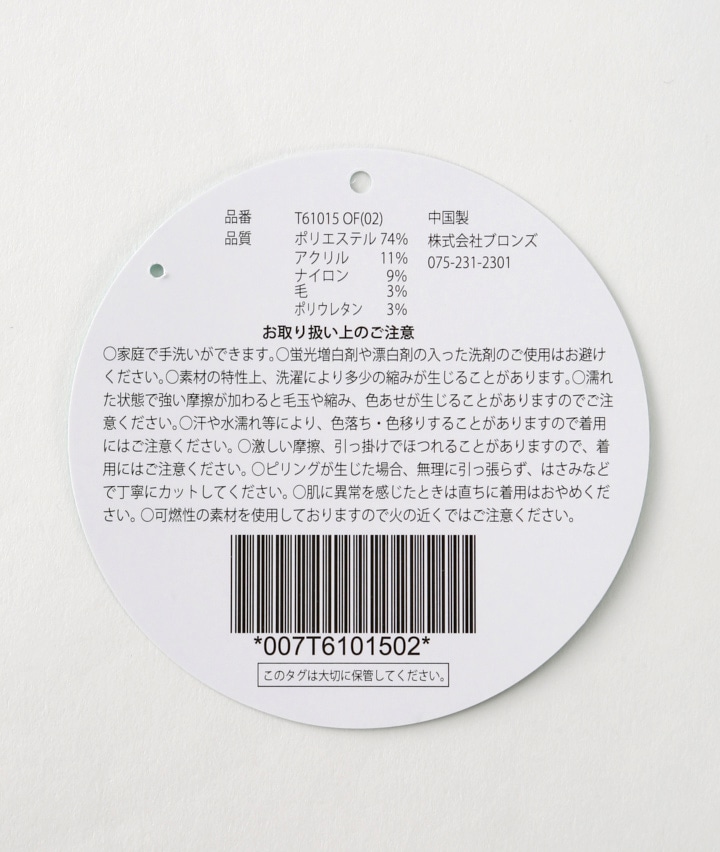 品番 T61015 OF(02) 中国製
品質 ポリエステル 74% 株式会社ブロンズ
アクリル 11% 075-231-2301
ナイロン 9%
毛 3%
ポリウレタン 3%
お取り扱い上のご注意
〇家庭で手洗いができます。〇蛍光増白剤や漂白剤の入った洗剤のご使用はお避け
ください。〇素材の特性上、洗濯により多少の縮みが生じることがあります。〇濡れ
た状態で強い摩擦が加わると毛玉や縮み、色あせが生じることがありますのでご注
意ください。〇汗や水濡れ等により、色落ち・色移りすることがありますので着用
にはご注意ください。〇激しい摩擦、引っ掛けでほつれることがありますので、着
用にはご注意ください。〇ピリングが生じた場合、無理に引っ張らず、はさみなど
で丁寧にカットしてください。〇肌に異常を感じたときは直ちに着用はおやめくだ
さい。〇可燃性の素材を使用しておりますので火の近くではご注意ください。
*007T6101502*
このタグは大切に保管してください。